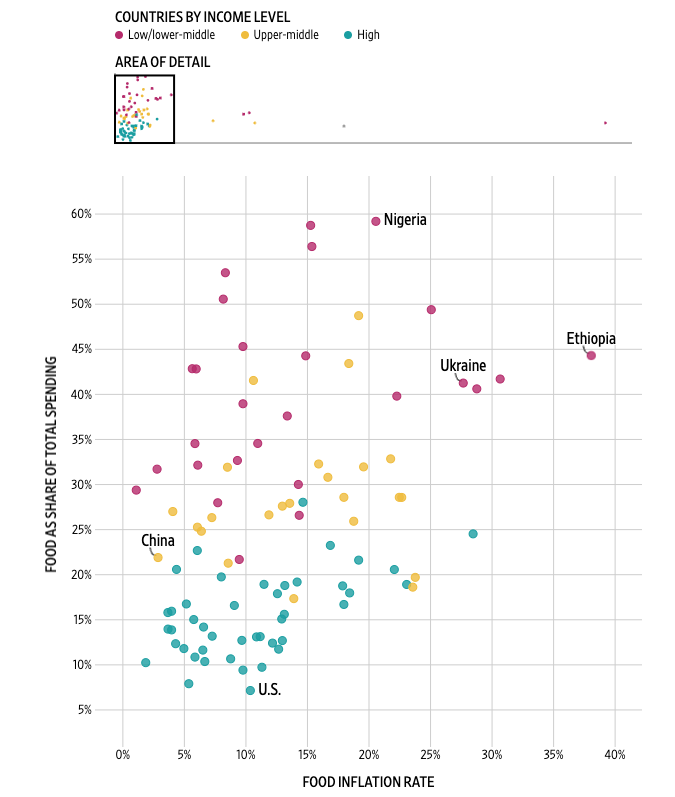 COUNTRIES BY INCOME LEVEL
Low/lower-middle Upper-middle High
AREA OF DETAIL
60%
55%
50%
45%
40%
35%
30%
25%
20%
15%
10%
5%
FOOD AS SHARE OF TOTAL SPENDING
Nigeria
Ethiopia
Ukraine
China
U.S.
0% 5% 10% 15% 20% 25% 30% 35% 40%
FOOD INFLATION RATE